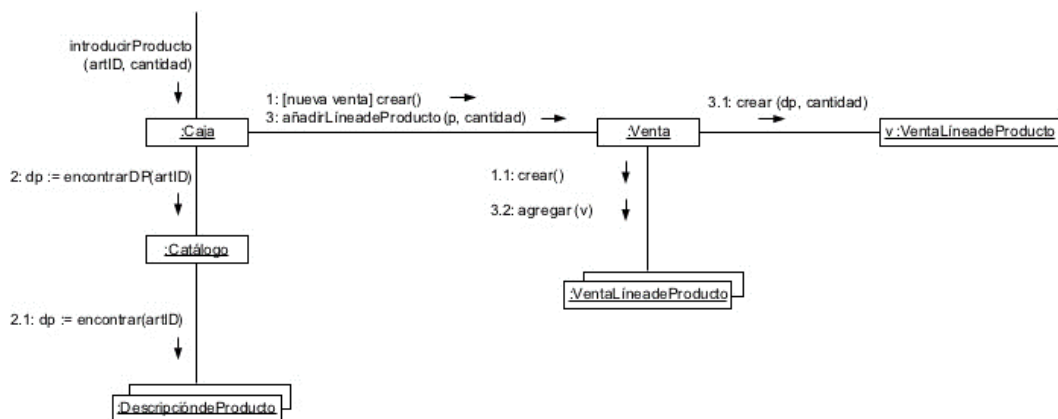 introducirProducto
(artID, cantidad)
1: [nueva venta] crear()
3: añadirLíneadeProducto (p, cantidad)
3.1: crear (dp, cantidad)
:Caja
:Venta
v :VentaLíneadeProducto
2: dp := encontrarDP(artID)
1.1: crear()
3.2: agregar (v)
:Catálogo
:VentaLíneadeProducto
2.1: dp := encontrar(artID)
:DescripcióndeProducto